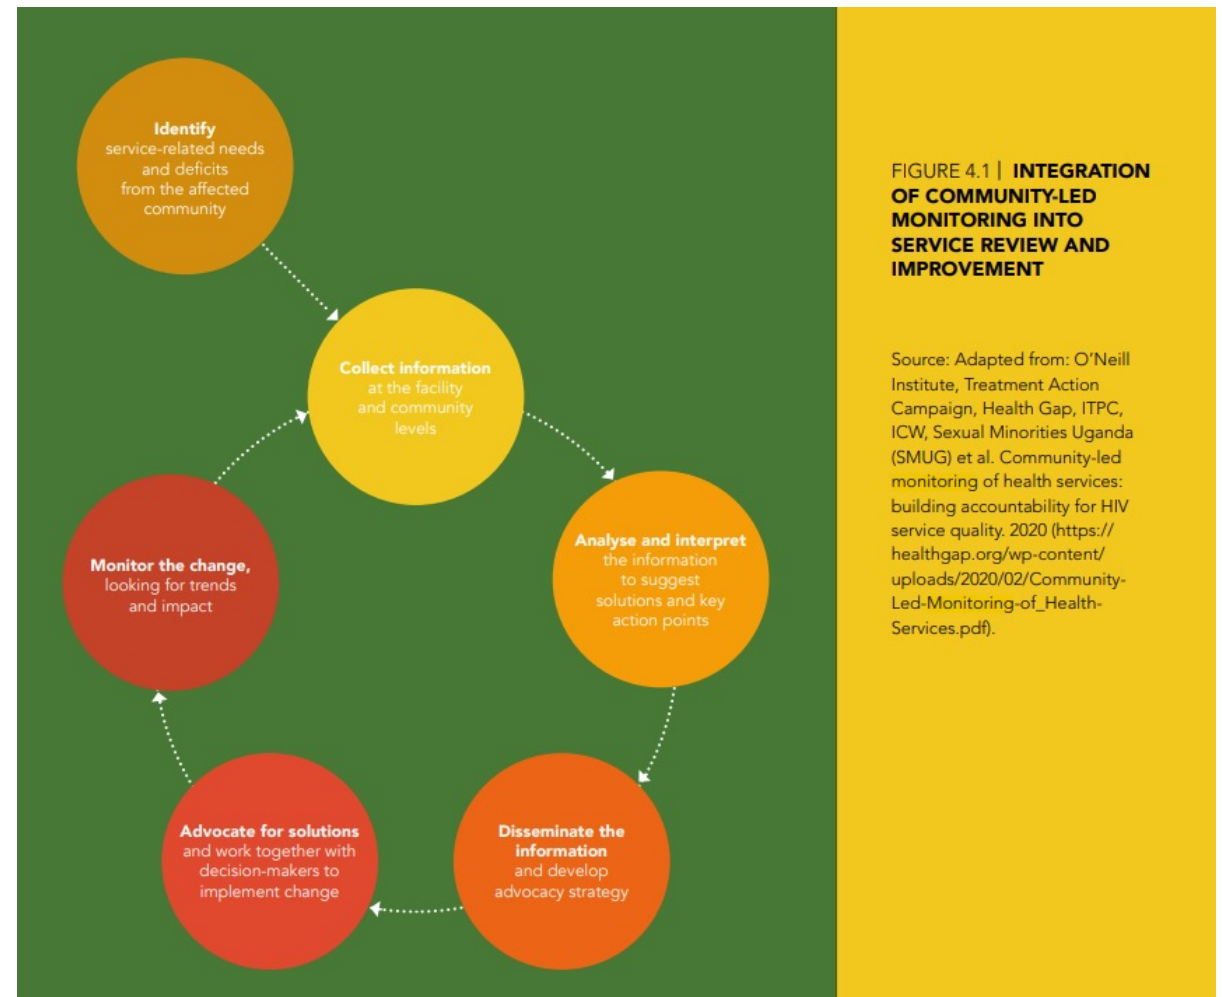 Identify
service-related needs
and deficits
from the affected
community
Collect information
at the facility
and community
levels
Analyse and interpret
the information
to suggest
solutions and key
action points
Disseminate the
information
and develop
advocacy strategy
Advocate for solutions
and work together with
decision-makers to
implement change
Monitor the change,
looking for trends
and impact
FIGURE 4.1 | INTEGRATION
OF COMMUNITY-LED
MONITORING INTO
SERVICE REVIEW AND
IMPROVEMENT
Source: Adapted from: O’Neill
Institute, Treatment Action
Campaign, Health Gap, ITPC,
ICW, Sexual Minorities Uganda
(SMUG) et al. Community-led
monitoring of health services:
building accountability for HIV
service quality. 2020 (https://
healthgap.org/wp-content/
uploads/2020/02/Community-
Led-Monitoring-of_Health-
Services.pdf).